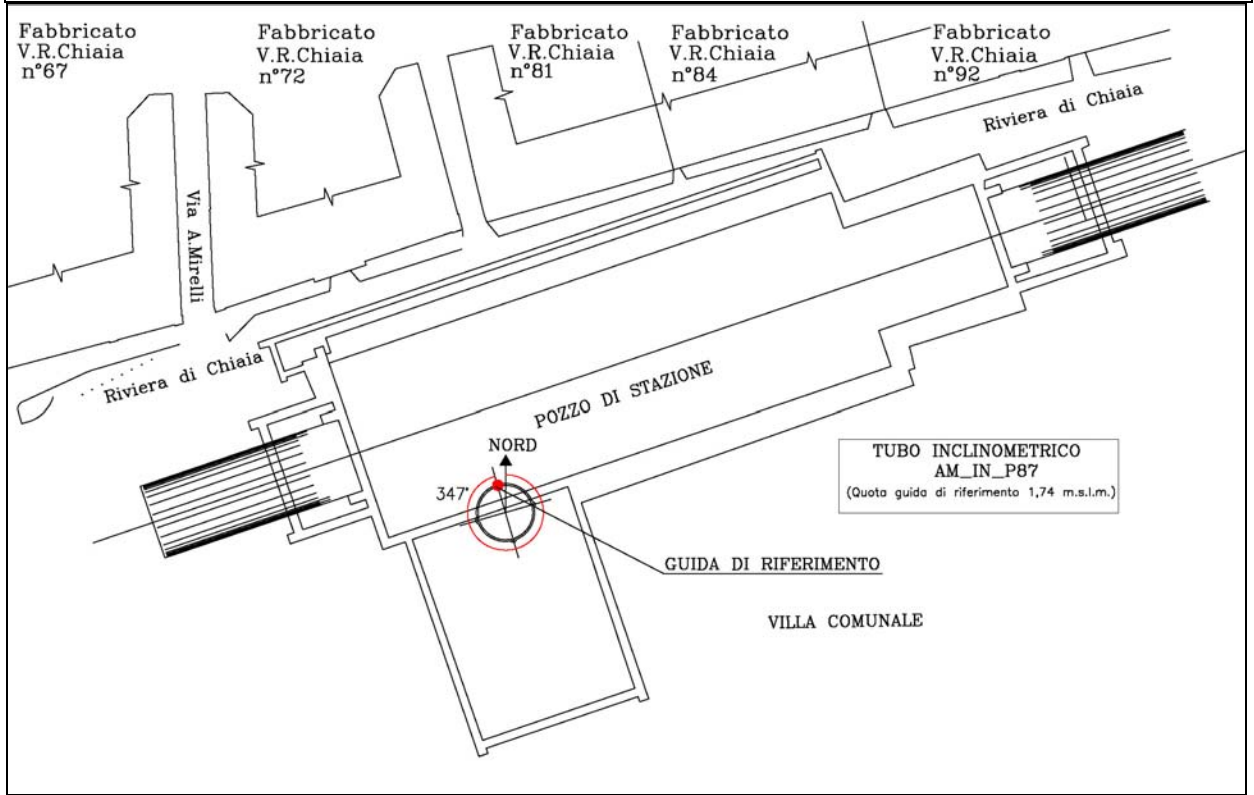 Fabbricato
V.R.Chiaia
n°67
Fabbricato
V.R.Chiaia
n°72
Fabbricato
V.R.Chiaia
n°81
Fabbricato
V.R.Chiaia
n°84
Fabbricato
V.R.Chiaia
n°92
Riviera di Chiaia
Via A.Mirelli
Riviera di Chiaia
POZZO DI STAZIONE
NORD
347°
TUBO INCLINOMETRICO
AM_IN_P87
(Quota guida di riferimento 1,74 m.s.l.m.)
GUIDA DI RIFERIMENTO
VILLA COMUNALE